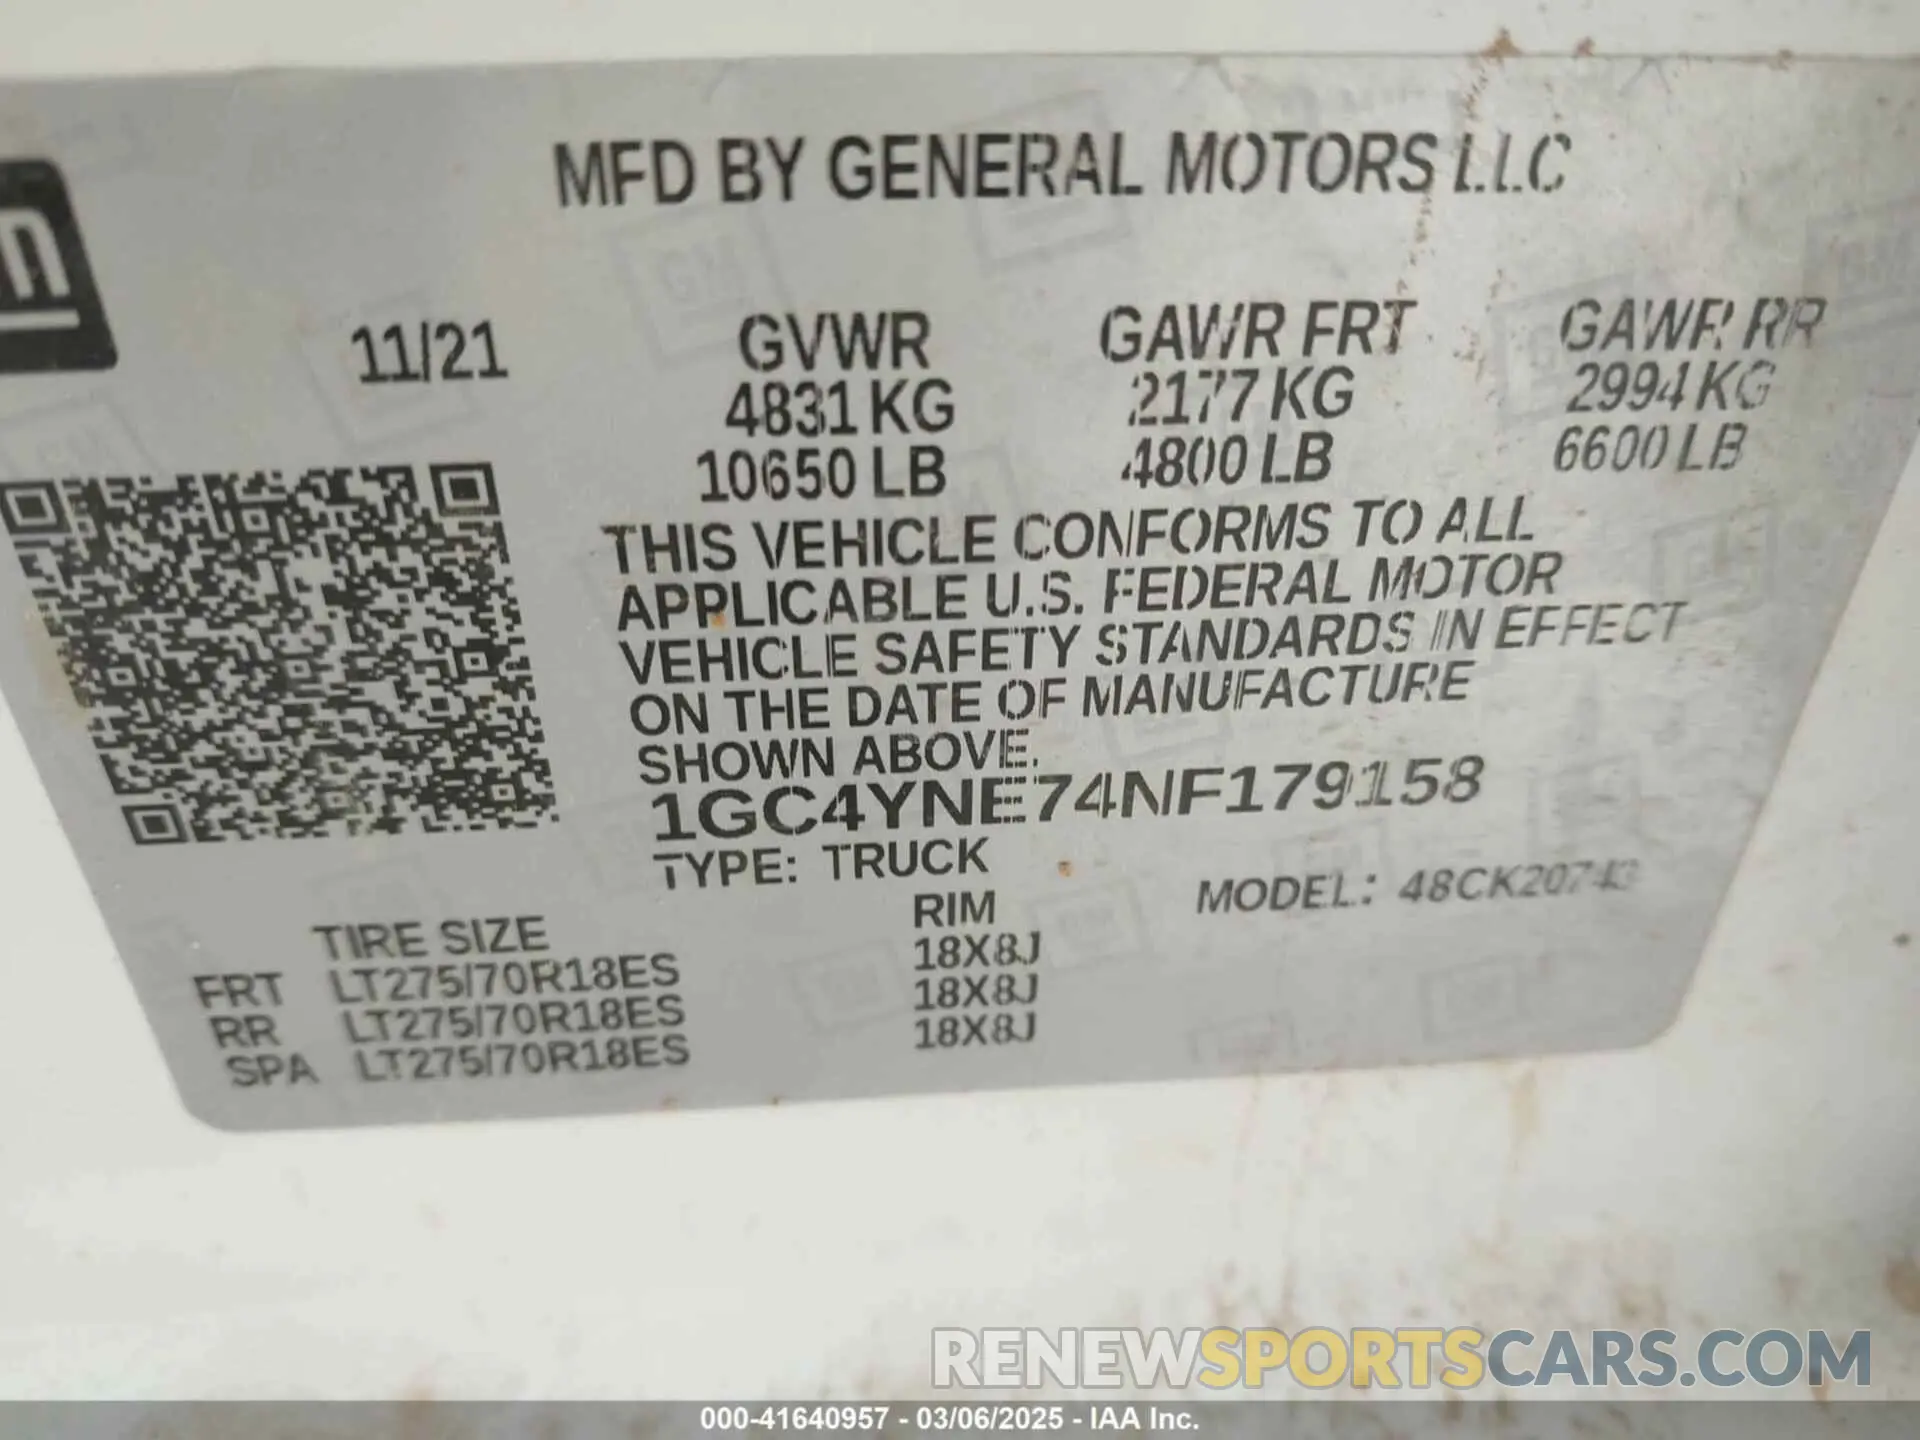 MFD BY GENERAL MOTORS LLC
11/21 GVWR GAWR FRT GAWR RR
4831 KG 2177 KG 2994 KG
10650 LB 4800 LB 6600 LB
THIS VEHICLE CONFORMS TO ALL
APPLICABLE U.S. FEDERAL MOTOR
VEHICLE SAFETY STANDARDS IN EFFECT
ON THE DATE OF MANUFACTURE
SHOWN ABOVE.
1GC4YNE74NF179158
TYPE: TRUCK MODEL: 48CK20743
TIRE SIZE RIM
FRT LT275/70R18ES 18X8J
RR LT275/70R18ES 18X8J
SPA LT275/70R18ES 18X8J
RENEWSPORTSCARS.COM
000-41640957 - 03/06/2025 - IAA Inc.